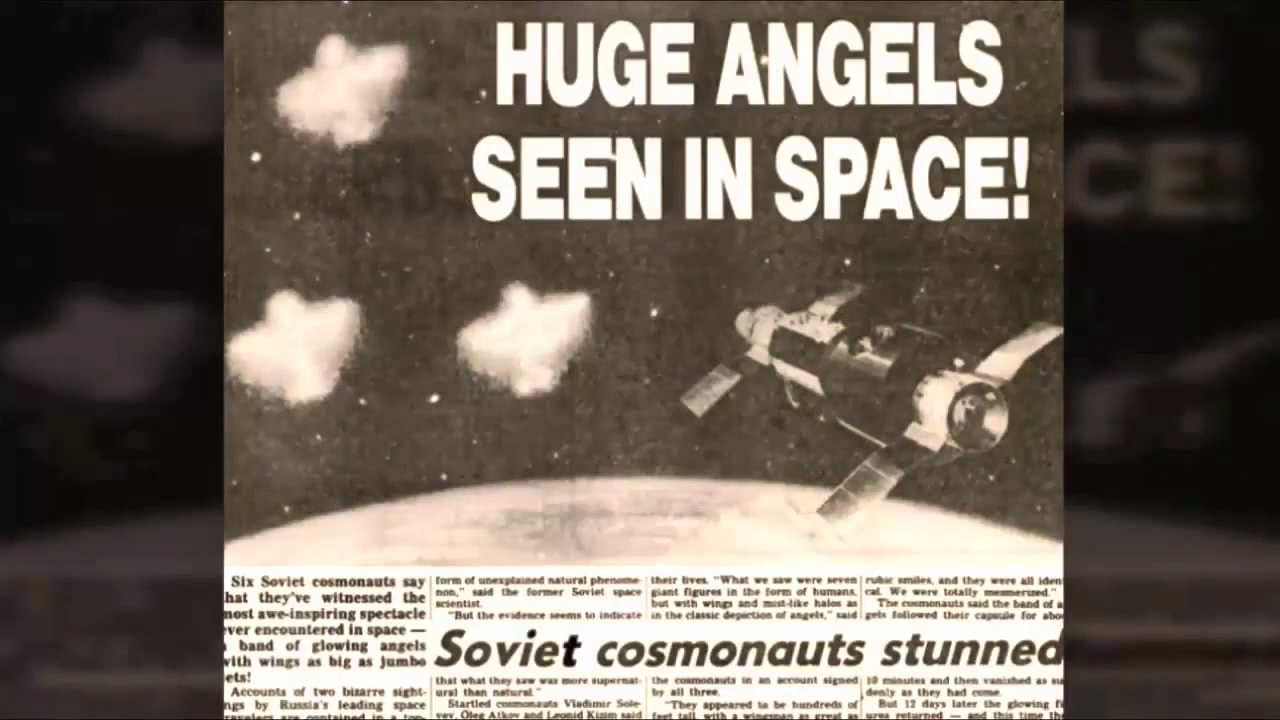 HUGE ANGELS
SEEN IN SPACE!
Six Soviet cosmonauts say
hat they've witnessed the
most awe-inspiring spectacle
ver encountered in space —
band of glowing angels
with wings as big as jumbo
ets!
Accounts of two bizarre sight-
ngs by Russia's leading space
form of unexplained natural phenome-
non," said the former Soviet space
scientist.
"But the evidence seems to indicate
their lives. "What we saw were seven
giant figures in the form of humans,
but with wings and mist-like halos as
in the classic depiction of angels," said
rubic smiles, and they were all iden
cal. We were totally mesmerized."
The cosmonauts said the band of a
gels followed their capsule for abo
Soviet cosmonauts stunned
that what they saw was more supernat-
ural than natural."
Startled cosmonauts Vladimir Solo-
vev, Oleg Atkov and Leonid Kizim said
the cosmonauts in an account signed
by all three.
"They appeared to be hundreds of
feet tall, with a wingspan as great as
10 minutes and then vanished as su
denly as they had come.
But 12 days later the glowing fi
ures returned — and this time th